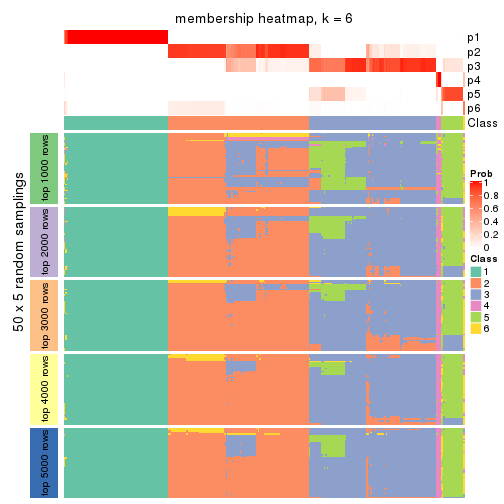 membership heatmap, k = 6
p1
p2
p3
p4
p5
p6
Class
50 x 5 random samplings
top 1000 rows
top 2000 rows
top 3000 rows
top 4000 rows
top 5000 rows
Prob
1
0.8
0.6
0.4
0.2
0
Class
1
2
3
4
5
6